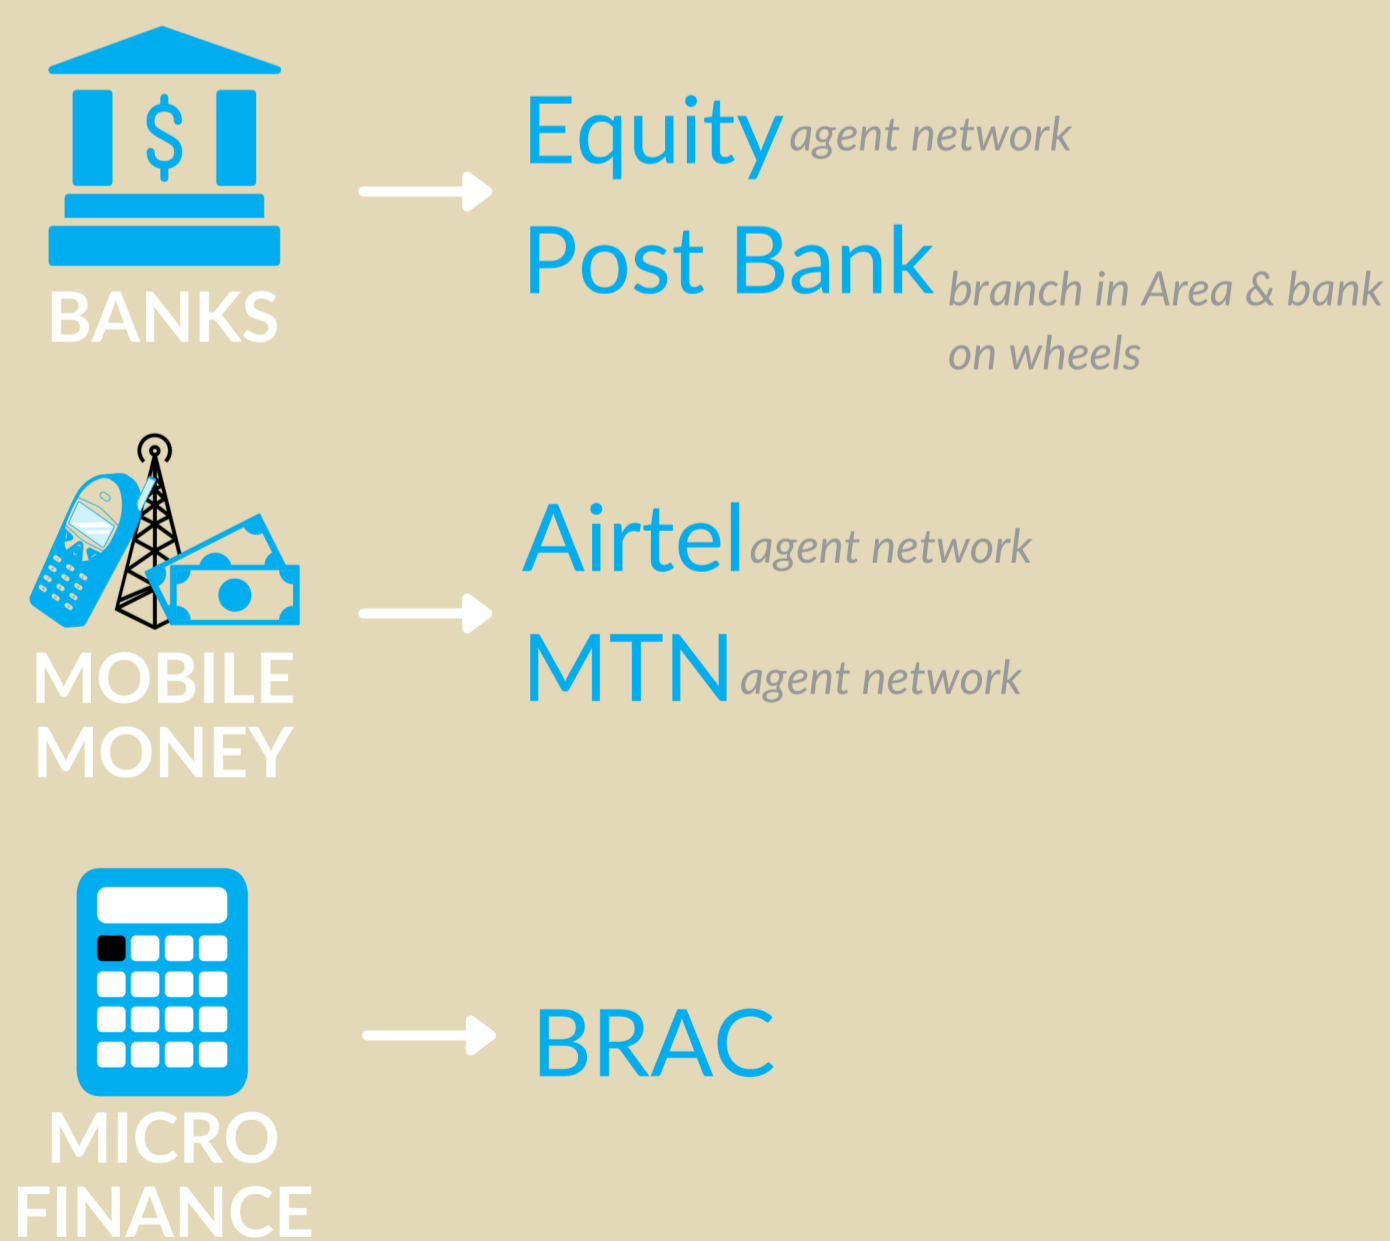 $
BANKS
Equity agent network
Post Bank branch in Area & bank
on wheels
MOBILE
MONEY
Airtel agent network
MTN agent network
MICRO
FINANCE
BRAC